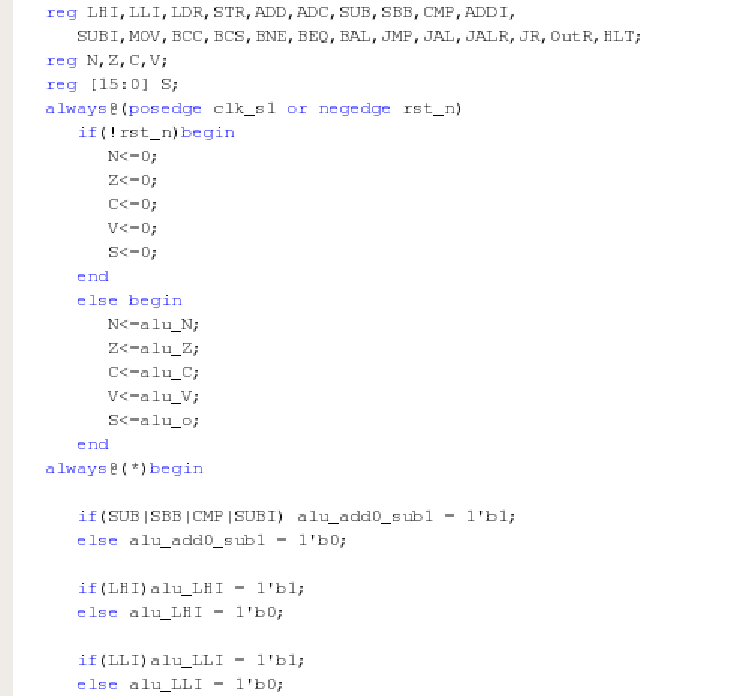 reg LHI,LLI,LDR,STR,ADD,ADC,SUB,SBB,CMP,ADDI,
SUBI,MOV,BCC,BCS,BNE,BEQ,BAL,JMP,JAL,JALR,JR,OutR,HLT;
reg N,Z,C,V;
reg [15:0] S;
always@(posedge clk_s1 or negedge rst_n)
if(!rst_n)begin
N<=0;
Z<=0;
C<=0;
V<=0;
S<=0;
end
else begin
N<=alu_N;
Z<=alu_Z;
C<=alu_C;
V<=alu_V;
S<=alu_o;
end
always@(*)begin
if(SUB|SBB|CMP|SUBI) alu_add0_sub1 = 1'b1;
else alu_add0_sub1 = 1'b0;
if(LHI)alu_LHI = 1'b1;
else alu_LHI = 1'b0;
if(LLI)alu_LLI = 1'b1;
else alu_LLI = 1'b0;